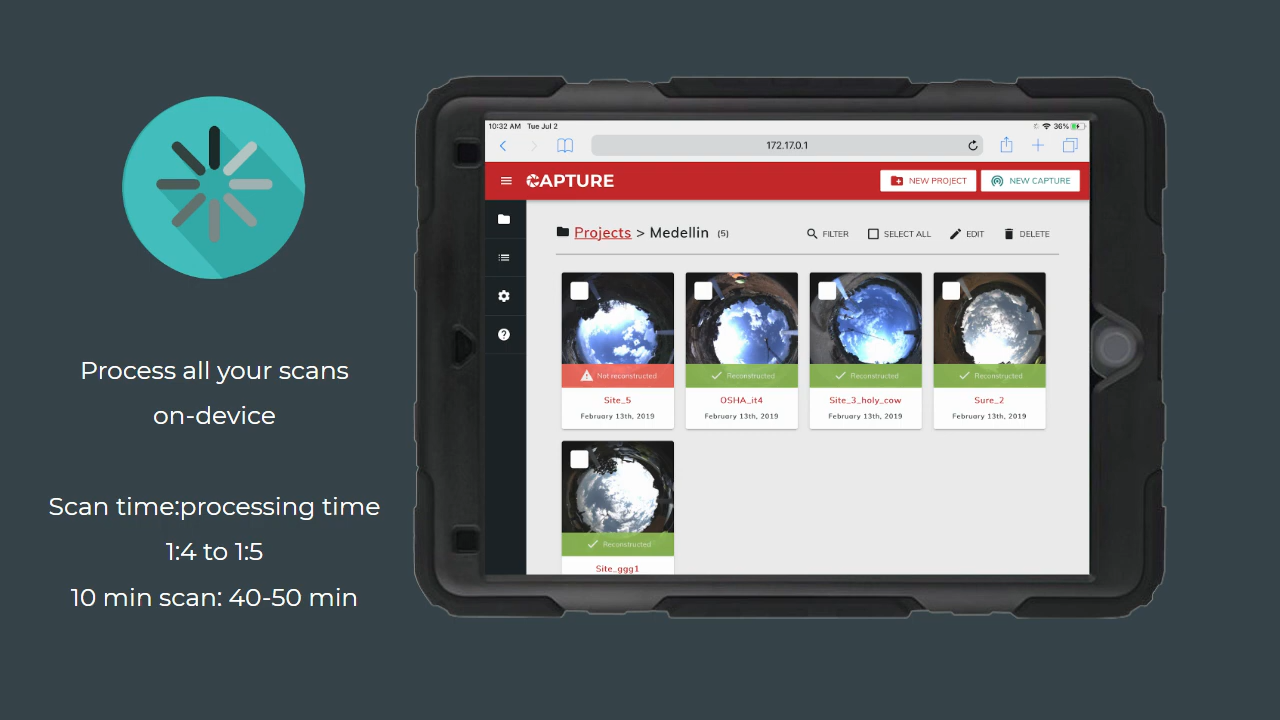 Process all your scans
on-device
Scan time:processing time
1:4 to 1:5
10 min scan: 40-50 min
10:32 AM Tue Jul 2
36%
172.17.0.1
CAPTURE
NEW PROJECT
NEW CAPTURE
Projects > Medellin (5)
FILTER
SELECT ALL
EDIT
DELETE
Not reconstructed
Reconstructed
Reconstructed
Reconstructed
Site_5
OSHA_it4
Site_3_holy_cow
Sure_2
February 13th, 2019
February 13th, 2019
February 13th, 2019
February 13th, 2019
Reconstructed
Site_ggg1